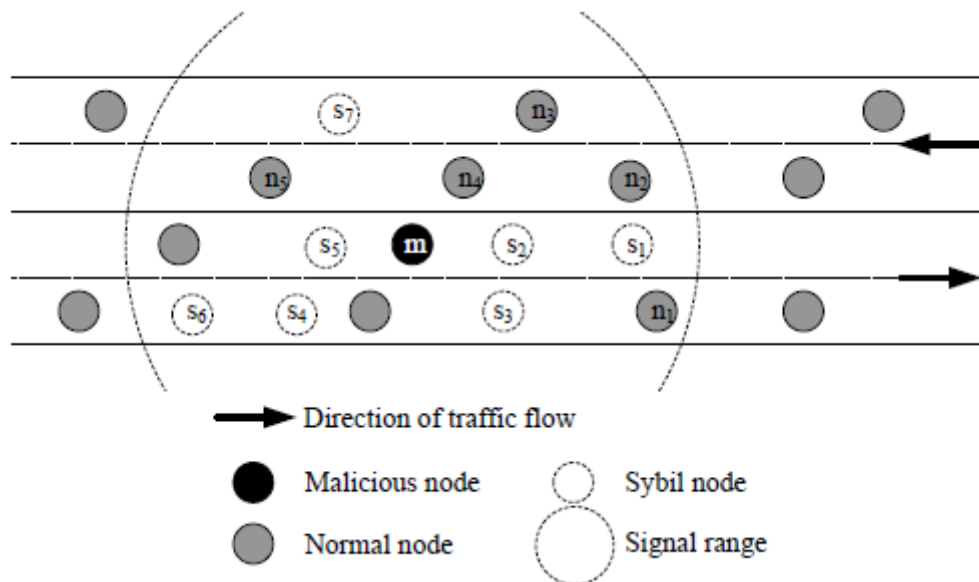 s7 n3
n5 n4 n2
s5 m s2 s1
s6 s4 s3 n1
Direction of traffic flow
Malicious node Sybil node
Normal node Signal range